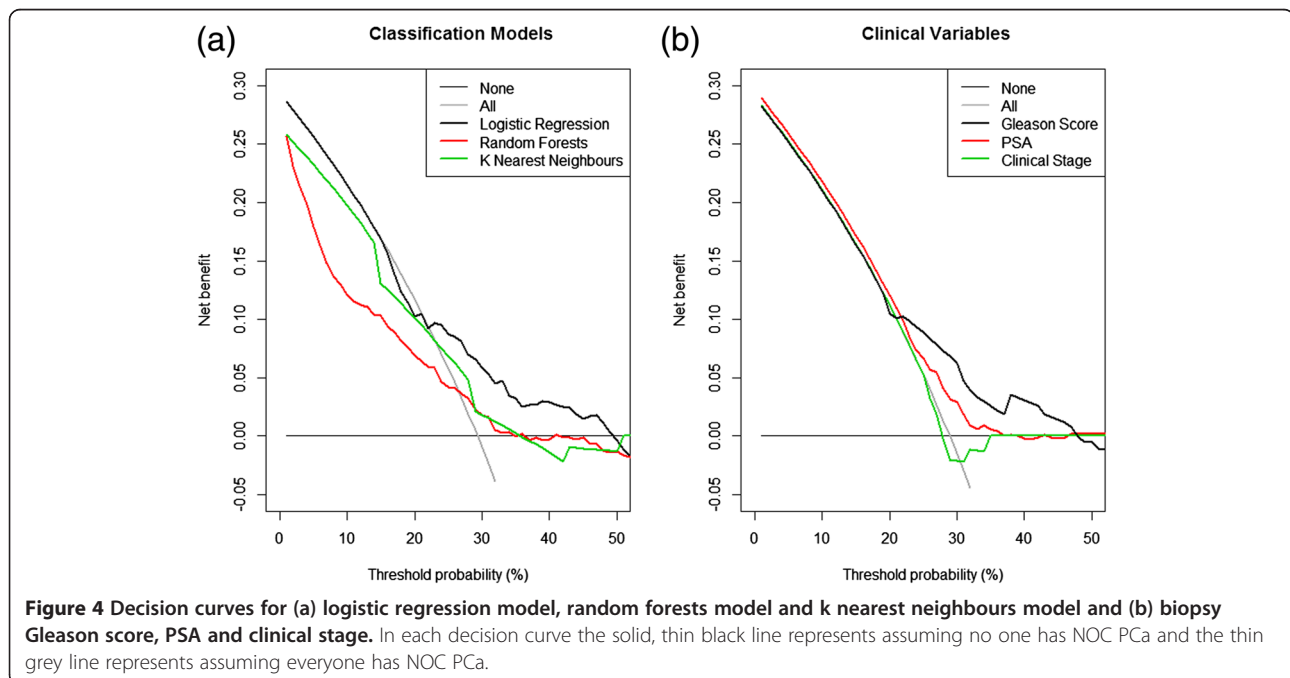 (a)
Classification Models
Net benefit
0.30
0.25
0.20
0.15
0.10
0.05
0.00
-0.05
None
All
Logistic Regression
Random Forests
K Nearest Neighbours
0
10
20
30
40
50
Threshold probability (%)
(b)
Clinical Variables
Net benefit
0.30
0.25
0.20
0.15
0.10
0.05
0.00
-0.05
None
All
Gleason Score
PSA
Clinical Stage
0
10
20
30
40
50
Threshold probability (%)
Figure 4 Decision curves for (a) logistic regression model, random forests model and k nearest neighbours model and (b) biopsy
Gleason score, PSA and clinical stage. In each decision curve the solid, thin black line represents assuming no one has NOC PCa and the thin
grey line represents assuming everyone has NOC PCa.